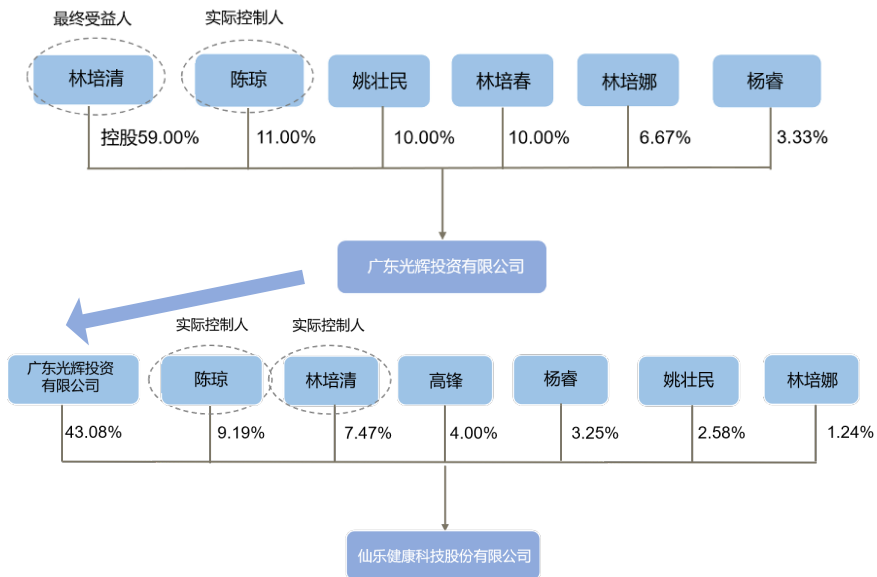 最终受益人
实际控制人
林培清
陈琼
姚壮民
林培春
林培娜
杨睿
控股59.00%
11.00%
10.00%
10.00%
6.67%
3.33%
广东光辉投资有限公司
实际控制人
实际控制人
广东光辉投资
有限公司
陈琼
林培清
高锋
杨睿
姚壮民
林培娜
43.08%
9.19%
7.47%
4.00%
3.25%
2.58%
1.24%
仙乐健康科技股份有限公司